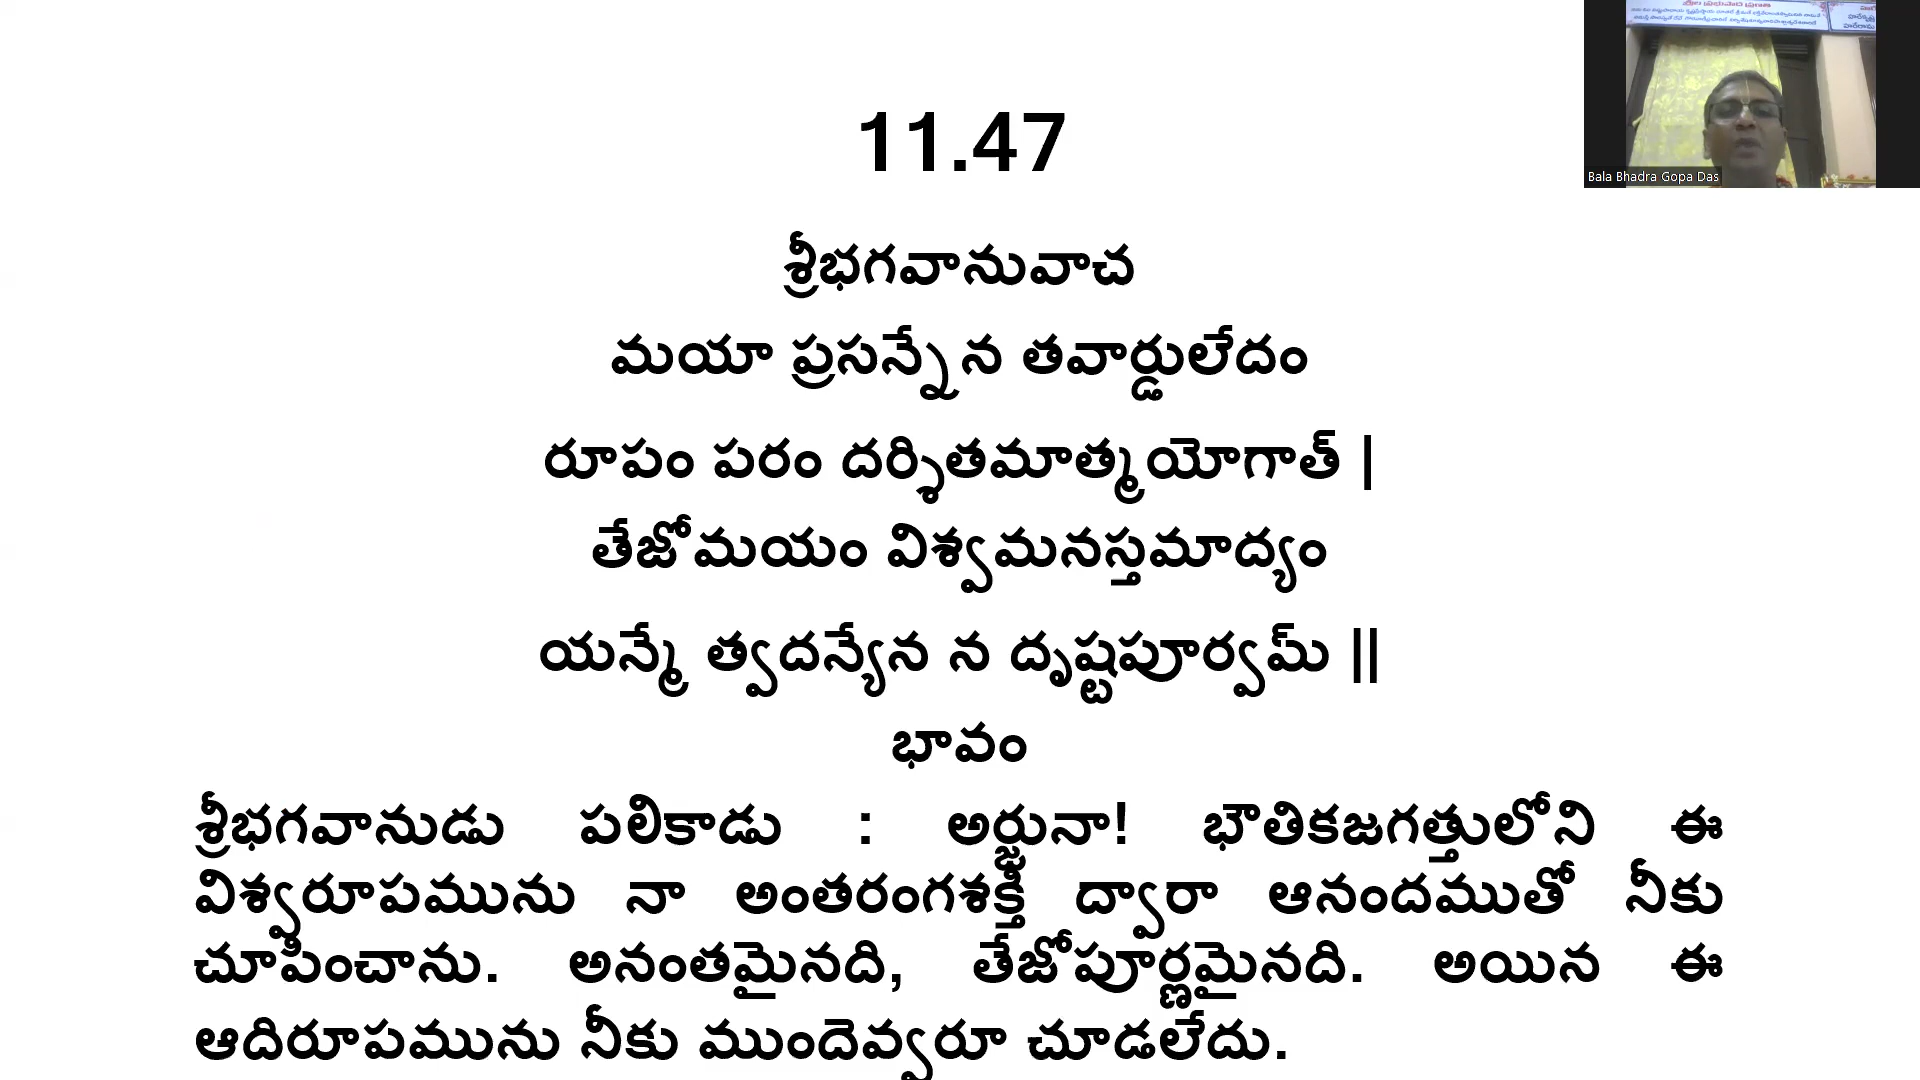 11.47
శ్రీభగవానువాచ
మయా ప్రసన్నేన తవార్డులేదం
రూపం పరం దర్శితమాత్మయోగాత్ |
తేజోమయం విశ్వమనస్తమాద్యం
యన్మే త్వదన్యేన న దృష్టపూర్వమ్ ||
భావం
శ్రీభగవానుడు పలికాడు : అర్జునా! భౌతికజగత్తులోని ఈ
విశ్వరూపమును నా అంతరంగశక్తి ద్వారా ఆనందముతో నీకు
చూపించాను. అనంతమైనది, తేజోపూర్ణమైనది. అయిన ఈ
ఆదిరూపమును నీకు ముందెవ్వరూ చూడలేదు.
Bala Bhadra Gopa Das